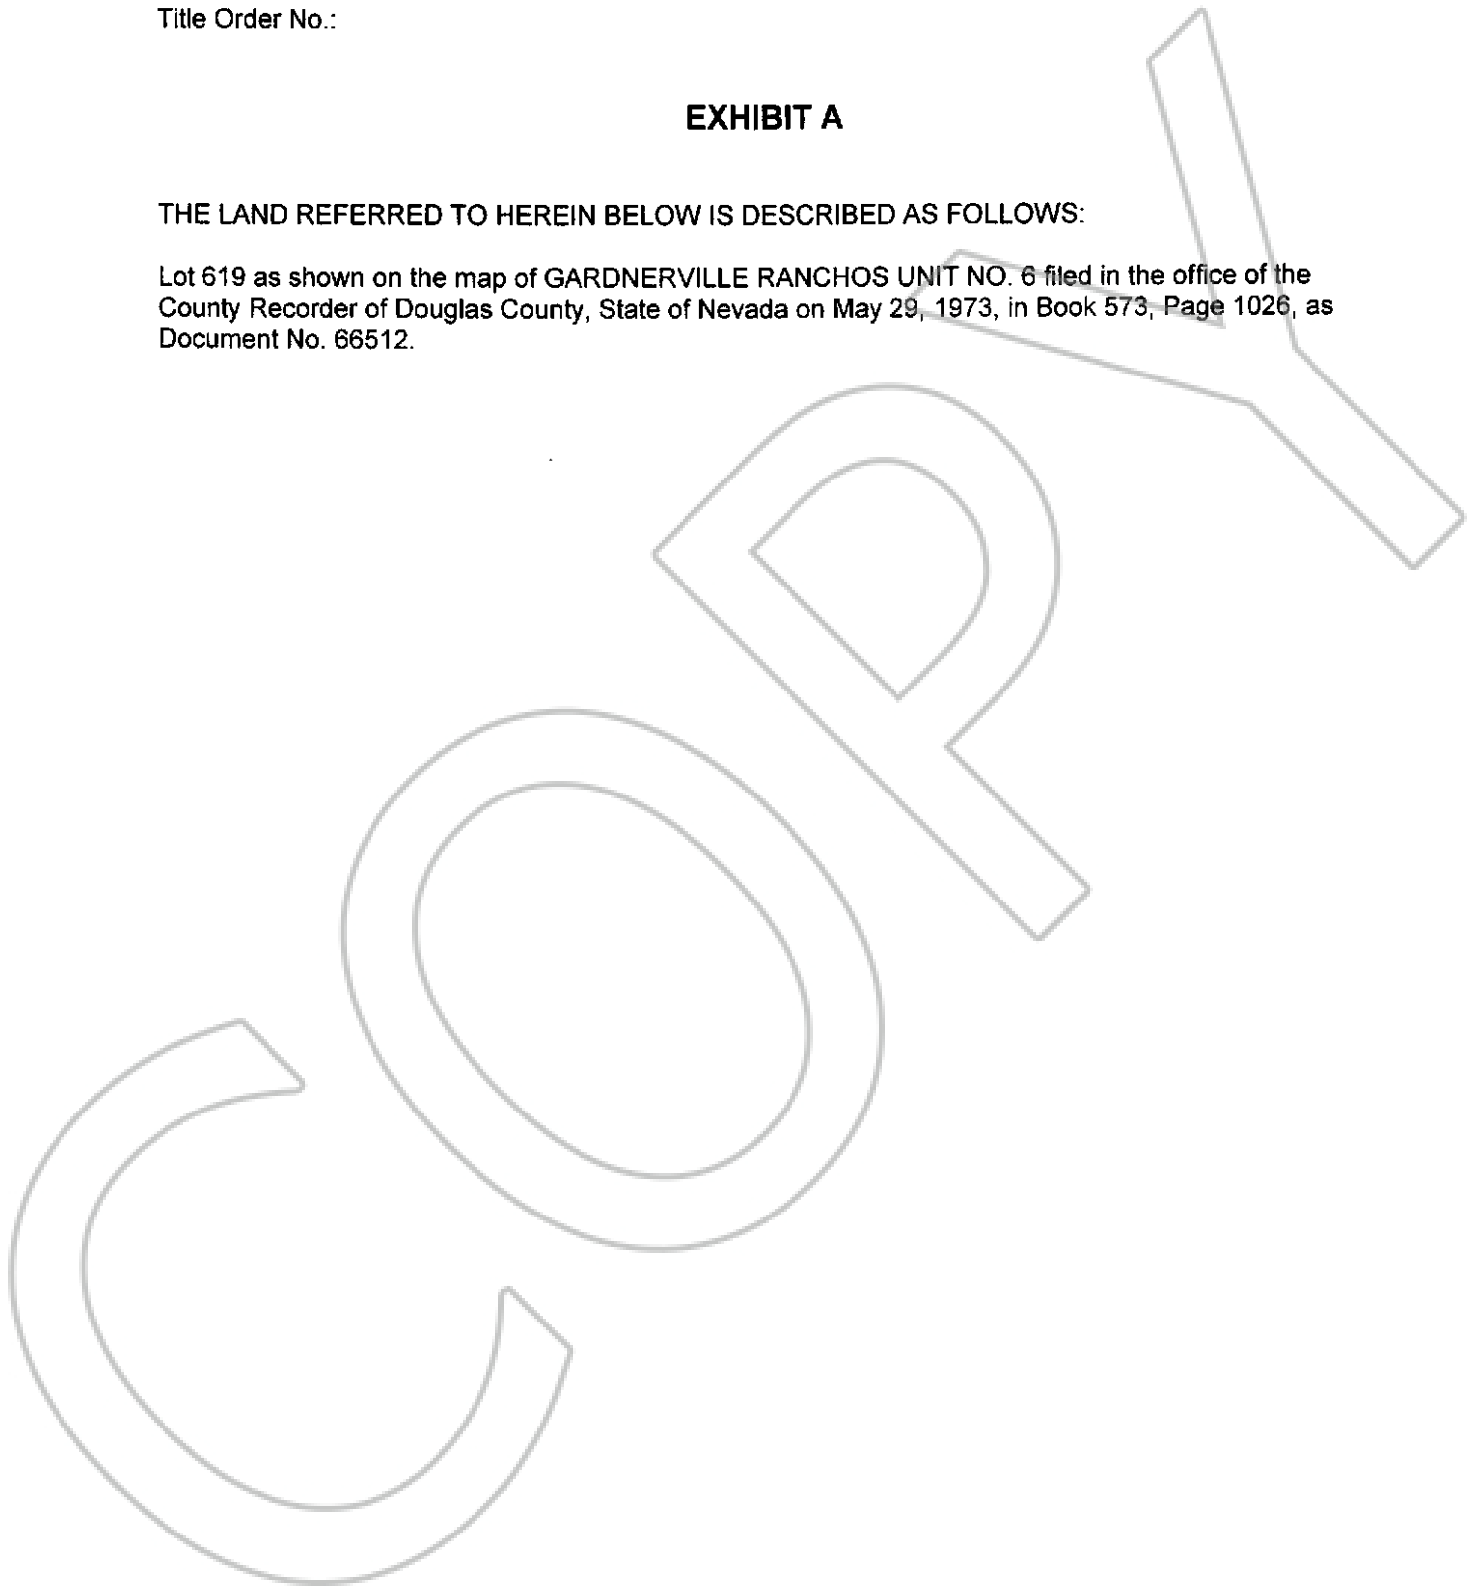 Title Order No.:
EXHIBIT A
THE LAND REFERRED TO HEREIN BELOW IS DESCRIBED AS FOLLOWS:
Lot 619 as shown on the map of GARDNERVILLE RANCHOS UNIT NO. 6 filed in the office of the
County Recorder of Douglas County, State of Nevada on May 29, 1973, in Book 573, Page 1026, as
Document No. 66512.
COPY